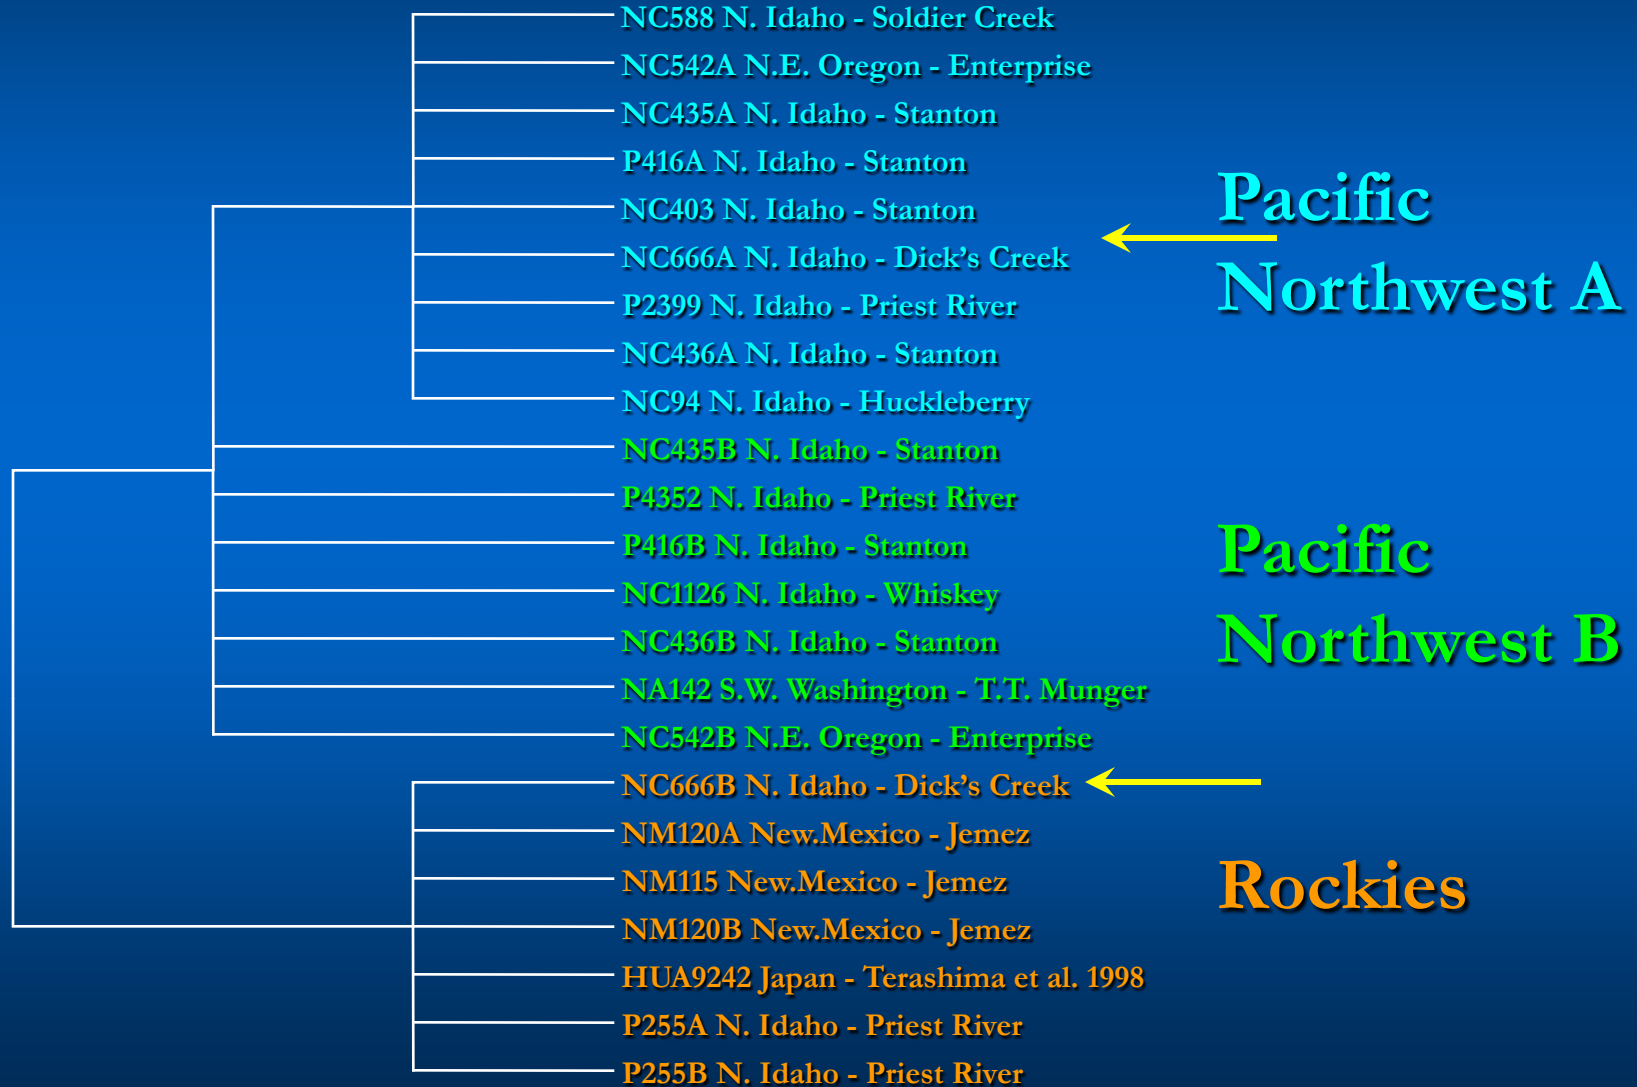 NC588 N. Idaho - Soldier Creek
NC542A N.E. Oregon - Enterprise
NC435A N. Idaho - Stanton
P416A N. Idaho - Stanton
NC403 N. Idaho - Stanton
NC666A N. Idaho - Dick's Creek
P2399 N. Idaho - Priest River
NC436A N. Idaho - Stanton
NC94 N. Idaho - Huckleberry
Pacific
Northwest A
NC435B N. Idaho - Stanton
P4352 N. Idaho - Priest River
P416B N. Idaho - Stanton
NC1126 N. Idaho - Whiskey
NC436B N. Idaho - Stanton
NA142 S.W. Washington - T.T. Munger
NC542B N.E. Oregon - Enterprise
Pacific
Northwest B
NC666B N. Idaho - Dick's Creek
NM120A New.Mexico - Jemez
NM115 New.Mexico - Jemez
NM120B New.Mexico - Jemez
HUA9242 Japan - Terashima et al. 1998
P255A N. Idaho - Priest River
P255B N. Idaho - Priest River
Rockies